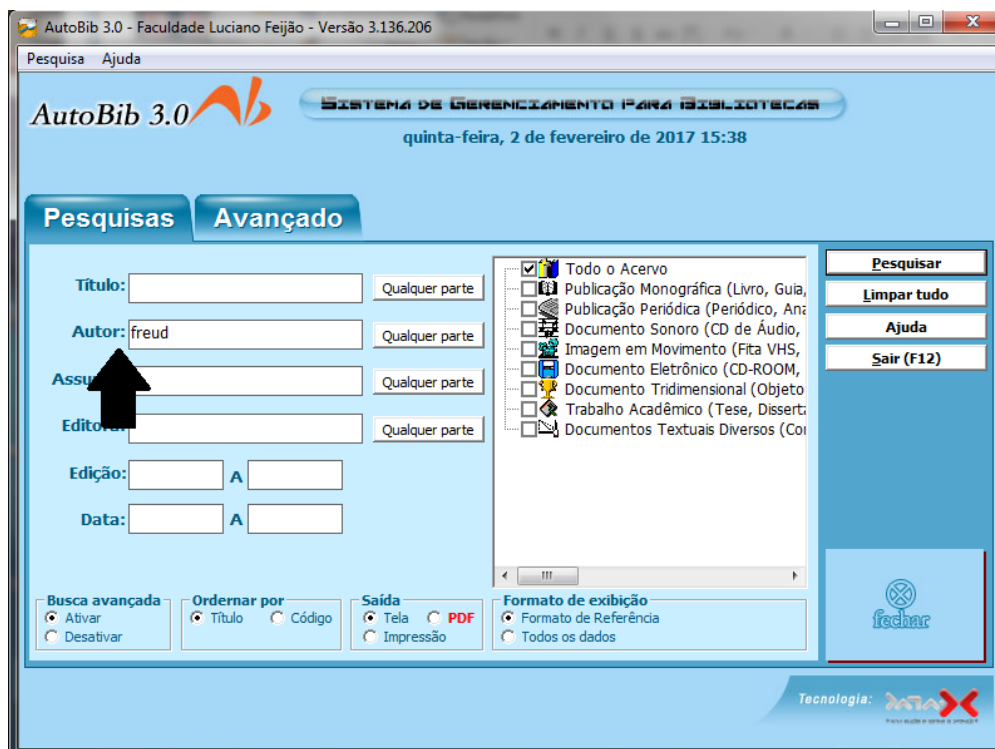 AutoBib 3.0 - Faculdade Luciano Feijão - Versão 3.136.206
Pesquisa Ajuda
AutoBib 3.0
Sistema de Gerenciamento Para Bibliotecas
quinta-feira, 2 de fevereiro de 2017 15:38
Pesquisas Avançado
Título: Qualquer parte
Autor: freud Qualquer parte
Assu Qualquer parte
Editora: Qualquer parte
Edição: A
Data: A
Todo o Acervo
Publicação Monográfica (Livro, Guia,
Publicação Periódica (Periódico, Ana
Documento Sonoro (CD de Áudio,
Imagem em Movimento (Fita VHS,
Documento Eletrônico (CD-ROOM,
Documento Tridimensional (Objeto
Trabalho Acadêmico (Tese, Disserta
Documentos Textuais Diversos (Cor
Pesquisar
Limpar tudo
Ajuda
Sair (F12)
Busca avançada
Ativar
Desativar
Ordernar por
Título Código
Saída
Tela PDF
Impressão
Formato de exibição
Formato de Referência
Todos os dados
fechar
Tecnologia: DATA X